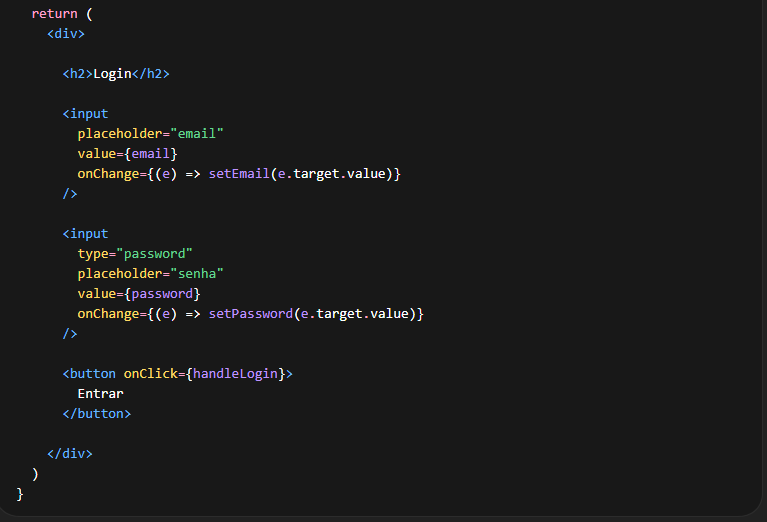 return (
<div>
<h2>Login</h2>
<input
placeholder="email"
value={email}
onChange={(e) => setEmail(e.target.value)}
/>
<input
type="password"
placeholder="senha"
value={password}
onChange={(e) => setPassword(e.target.value)}
/>
<button onClick={handleLogin}>
Entrar
</button>
</div>
)
}